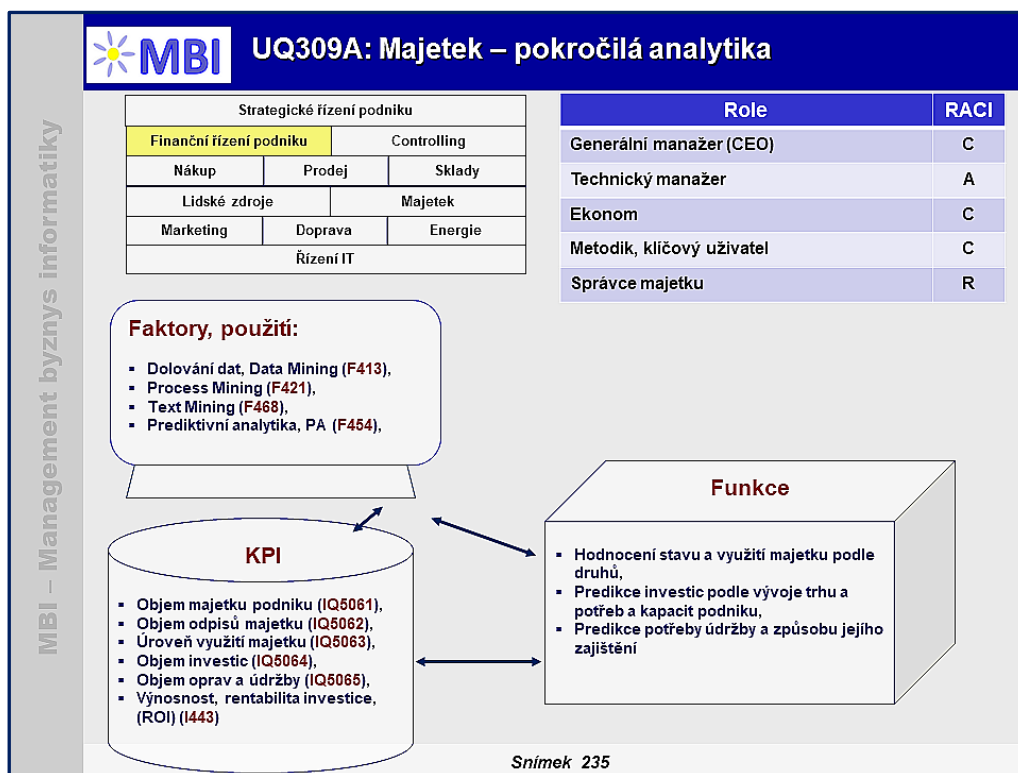 MBI
UQ309A: Majetek – pokročilá analytika
MBI – Management byznys informatiky
Strategické řízení podniku
Finanční řízení podniku Controlling
Nákup Prodej Sklady
Lidské zdroje Majetek
Marketing Doprava Energie
Řízení IT
Role RACI
Generální manažer (CEO) C
Technický manažer A
Ekonom C
Metodik, klíčový uživatel C
Správce majetku R
Faktory, použití:
▪ Dolování dat, Data Mining (F413),
▪ Process Mining (F421),
▪ Text Mining (F468),
▪ Prediktivní analytika, PA (F454),
KPI
▪ Objem majetku podniku (IQ5061),
▪ Objem odpisů majetku (IQ5062),
▪ Úroveň využití majetku (IQ5063),
▪ Objem investic (IQ5064),
▪ Objem oprav a údržby (IQ5065),
▪ Výnosnost, rentabilita investice,
(ROI) (I443)
Funkce
▪ Hodnocení stavu a využití majetku podle
druhů,
▪ Predikce investic podle vývoje trhu a
potřeb a kapacit podniku,
▪ Predikce potřeby údržby a způsobu jejího
zajištění
Snímek 235